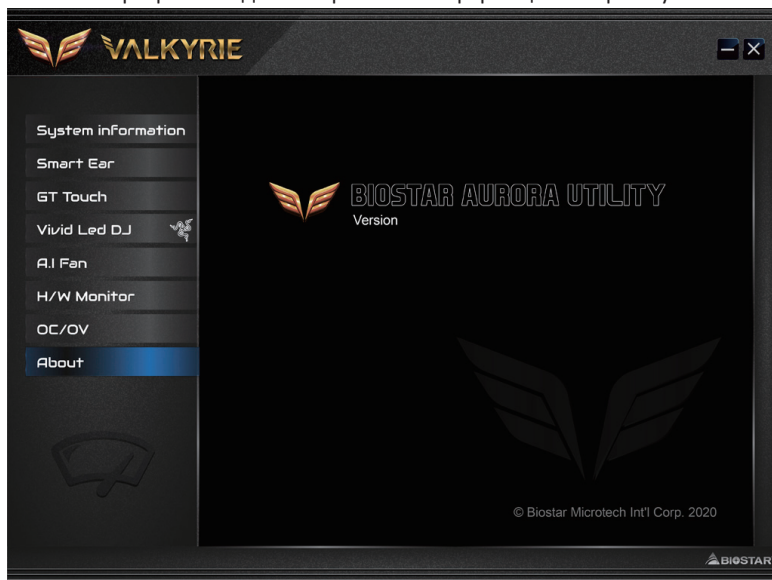 VALKYRIE
System information
Smart Ear
GT Touch
Vivid Led DJ
A.I Fan
H/W Monitor
OC/OV
About
BIOSTAR AURORA UTILITY
Version
© Biostar Microtech Int'l Corp. 2020
BIOSTAR